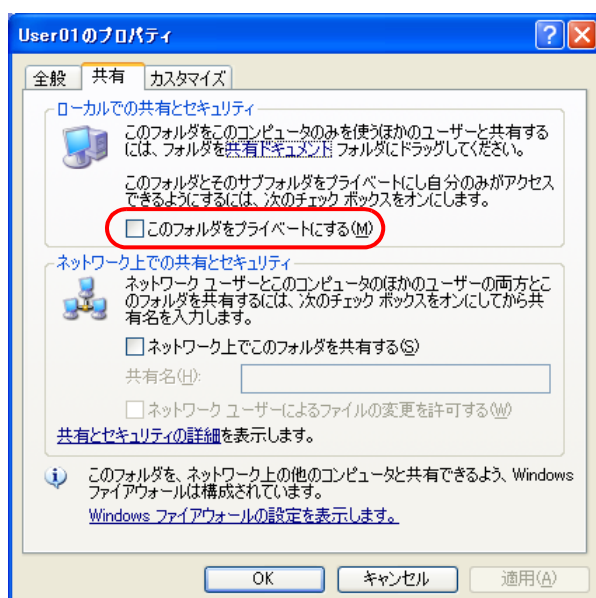 User01のプロパティ
全般 共有 カスタマイズ
ローカルでの共有とセキュリティ
このフォルダをこのコンピュータのみを使うほかのユーザーと共有する
には、フォルダを共有ドキュメント フォルダにドラッグしてください。
このフォルダとそのサブフォルダをプライベートにし自分のみがアクセス
できるようにするには、次のチェック ボックスをオンにします。
このフォルダをプライベートにする(M)
ネットワーク上での共有とセキュリティ
ネットワーク ユーザーとこのコンピュータのほかのユーザーの両方とこ
のフォルダを共有するには、次のチェック ボックスをオンにしてから共
有名を入力します。
ネットワーク上でこのフォルダを共有する(S)
共有名(H):
ネットワーク ユーザーによるファイルの変更を許可する(W)
共有とセキュリティの詳細を表示します。
このフォルダを、ネットワーク上の他のコンピュータと共有できるよう、Windows
ファイアウォールは構成されています。
Windows ファイアウォールの設定を表示します。
OK キャンセル 適用(A)